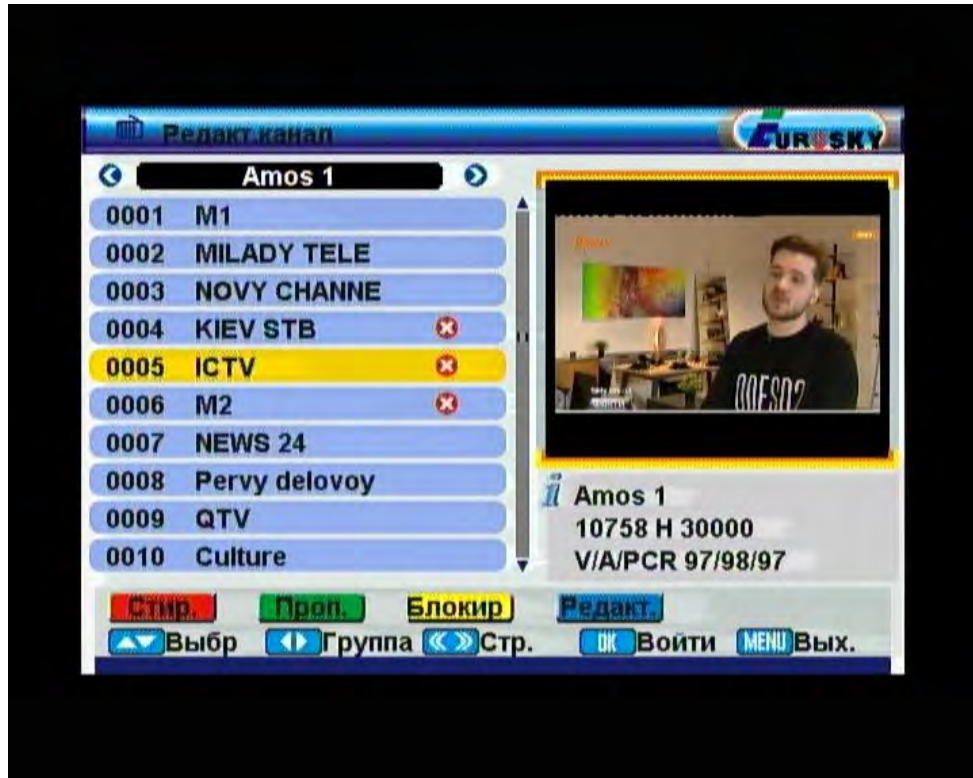 Редакт.канал
EUROSKY
Amos 1
0001 M1
0002 MILADY TELE
0003 NOVY CHANNE
0004 KIEV STB
0005 ICTV
0006 M2
0007 NEWS 24
0008 Pervy delovoy
0009 QTV
0010 Culture
Amos 1
10758 H 30000
V/A/PCR 97/98/97
Стир. Проп. Блокир Редакт.
Выбр Группа Стр. OK Войти MENU Вых.